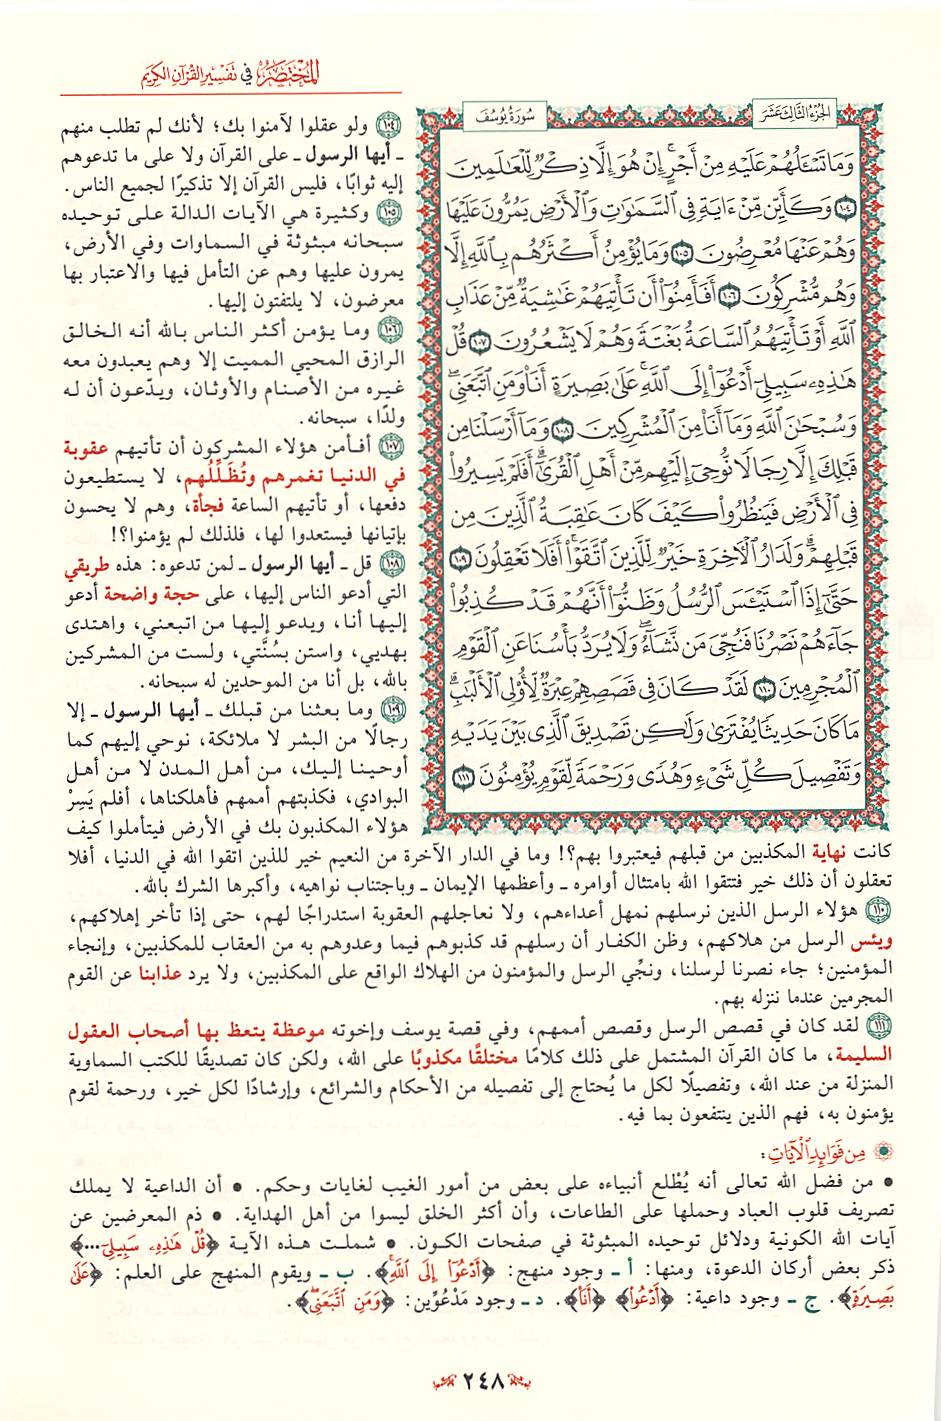 المختصر في تفسير القرآن الكريم
الجزء الثالث عشر
سورة يوسف
وَمَا تَسْـَٔلُهُمْ عَلَيْهِ مِنْ أَجْرٍ ۚ إِنْ هُوَ إِلَّا ذِكْرٌ لِّلْعَـٰلَمِينَ
١٠٤ وَكَأَيِّن مِّنْ ءَايَةٍ فِى ٱلسَّمَـٰوَٰتِ وَٱلْأَرْضِ يَمُرُّونَ عَلَيْهَا
وَهُمْ عَنْهَا مُعْرِضُونَ ١٠٥ وَمَا يُؤْمِنُ أَكْثَرُهُم بِٱللَّهِ إِلَّا
وَهُم مُّشْرِكُونَ ١٠٦ أَفَأَمِنُوٓا۟ أَن تَأْتِيَهُمْ غَـٰشِيَةٌ مِّنْ عَذَابِ
ٱللَّهِ أَوْ تَأْتِيَهُمُ ٱلسَّاعَةُ بَغْتَةً وَهُمْ لَا يَشْعُرُونَ ١٠٧ قُلْ
هَـٰذِهِۦ سَبِيلِىٓ أَدْعُوٓا۟ إِلَى ٱللَّهِ ۚ عَلَىٰ بَصِيرَةٍ أَنَا۠ وَمَنِ ٱتَّبَعَنِى ۖ
وَسُبْحَـٰنَ ٱللَّهِ وَمَآ أَنَا۠ مِنَ ٱلْمُشْرِكِينَ ١٠٨ وَمَآ أَرْسَلْنَا مِن
قَبْلِكَ إِلَّا رِجَالًا نُّوحِىٓ إِلَيْهِم مِّنْ أَهْلِ ٱلْقُرَىٰٓ ۗ أَفَلَمْ يَسِيرُوا۟
فِى ٱلْأَرْضِ فَيَنظُرُوا۟ كَيْفَ كَانَ عَـٰقِبَةُ ٱلَّذِينَ مِن
قَبْلِهِمْ ۗ وَلَدَارُ ٱلْـَٔاخِرَةِ خَيْرٌ لِّلَّذِينَ ٱتَّقَوْا۟ ۗ أَفَلَا تَعْقِلُونَ ١٠٩
حَتَّىٰٓ إِذَا ٱسْتَيْـَٔسَ ٱلرُّسُلُ وَظَنُّوٓا۟ أَنَّهُمْ قَدْ كُذِبُوا۟
جَآءَهُمْ نَصْرُنَا فَنُجِّىَ مَن نَّشَآءُ ۖ وَلَا يُرَدُّ بَأْسُنَا عَنِ ٱلْقَوْمِ
ٱلْمُجْرِمِينَ ١١٠ لَقَدْ كَانَ فِى قَصَصِهِمْ عِبْرَةٌ لِّأُو۟لِى ٱلْأَلْبَـٰبِ ۗ
مَا كَانَ حَدِيثًا يُفْتَرَىٰ وَلَـٰكِن تَصْدِيقَ ٱلَّذِى بَيْنَ يَدَيْهِ
وَتَفْصِيلَ كُلِّ شَىْءٍ وَهُدًى وَرَحْمَةً لِّقَوْمٍ يُؤْمِنُونَ ١١١
١٠٤ ولو عقلوا لآمنوا بك؛ لأنك لم تطلب منهم
ـ أيها الرسول ـ على القرآن ولا على ما تدعوهم
إليه ثوابًا، فليس القرآن إلا تذكيرًا لجميع الناس.
١٠٥ وكثيرة هي الآيات الدالة على توحيده
سبحانه مبثوثة في السماوات وفي الأرض،
يمرون عليها وهم عن التأمل فيها والاعتبار بها
معرضون، لا يلتفتون إليها.
١٠٦ وما يؤمن أكثر الناس بالله أنه الخالق
الرازق المحيي المميت إلا وهم يعبدون معه
غيره من الأصنام والأوثان، ويدّعون أن له
ولدًا، سبحانه.
١٠٧ أفأمن هؤلاء المشركون أن تأتيهم عقوبة
في الدنيا تغمرهم وتُظَلِّلُهم، لا يستطيعون
دفعها، أو تأتيهم الساعة فجأة، وهم لا يحسون
بإتيانها فيستعدوا لها، فلذلك لم يؤمنوا؟!
١٠٨ قل ـ أيها الرسول ـ لمن تدعوه: هذه طريقي
التي أدعو الناس إليها، على حجة واضحة أدعو
إليها أنا، ويدعو إليها من اتبعني، واهتدى
بهديي، واستن بسُنَّتي، ولست من المشركين
بالله، بل أنا من الموحدين له سبحانه.
١٠٩ وما بعثنا من قبلك ـ أيها الرسول ـ إلا
رجالًا من البشر لا ملائكة، نوحي إليهم كما
أوحينا إليك، من أهل المدن لا من أهل
البوادي، فكذبتهم أممهم فأهلكناها، أفلم يَسِرْ
هؤلاء المكذبون بك في الأرض فيتأملوا كيف
كانت نهاية المكذبين من قبلهم فيعتبروا بهم؟! وما في الدار الآخرة من النعيم خير للذين اتقوا الله في الدنيا، أفلا
تعقلون أن ذلك خير فتتقوا الله بامتثال أوامره ـ وأعظمها الإيمان ـ وباجتناب نواهيه، وأكبرها الشرك بالله.
١١٠ هؤلاء الرسل الذين نرسلهم نمهل أعداءهم، ولا نعاجلهم العقوبة استدراجًا لهم، حتى إذا تأخر إهلاكهم،
ويئس الرسل من هلاكهم، وظن الكفار أن رسلهم قد كذبوهم فيما وعدوهم به من العقاب للمكذبين، وإنجاء
المؤمنين؛ جاء نصرنا لرسلنا، ونجِّي الرسل والمؤمنون من الهلاك الواقع على المكذبين، ولا يرد عذابنا عن القوم
المجرمين عندما ننزله بهم.
١١١ لقد كان في قصص الرسل وقصص أممهم، وفي قصة يوسف وإخوته موعظة يتعظ بها أصحاب العقول
السليمة، ما كان القرآن المشتمل على ذلك كلامًا مختلقًا مكذوبًا على الله، ولكن كان تصديقًا للكتب السماوية
المنزلة من عند الله، وتفصيلًا لكل ما يُحتاج إلى تفصيله من الأحكام والشرائع، وإرشادًا لكل خير، ورحمة لقوم
يؤمنون به، فهم الذين ينتفعون بما فيه.
من فوائد الآيات:
• من فضل الله تعالى أنه يُطْلع أنبياءه على بعض من أمور الغيب لغايات وحكم. • أن الداعية لا يملك
تصريف قلوب العباد وحملها على الطاعات، وأن أكثر الخلق ليسوا من أهل الهداية. • ذم المعرضين عن
آيات الله الكونية ودلائل توحيده المبثوثة في صفحات الكون. • شملت هذه الآية ﴿قُلْ هَـٰذِهِۦ سَبِيلِىٓ...﴾
ذكر بعض أركان الدعوة، ومنها: أ ـ وجود منهج: ﴿أَدْعُوٓا۟ إِلَى ٱللَّهِ ۚ﴾. ب ـ ويقوم المنهج على العلم: ﴿عَلَىٰ
بَصِيرَةٍ﴾. ج ـ وجود داعية: ﴿أَدْعُوٓا۟﴾ ﴿أَنَا۠﴾. د ـ وجود مَدْعُوِّين: ﴿وَمَنِ ٱتَّبَعَنِى ۖ﴾.
٢٤٨